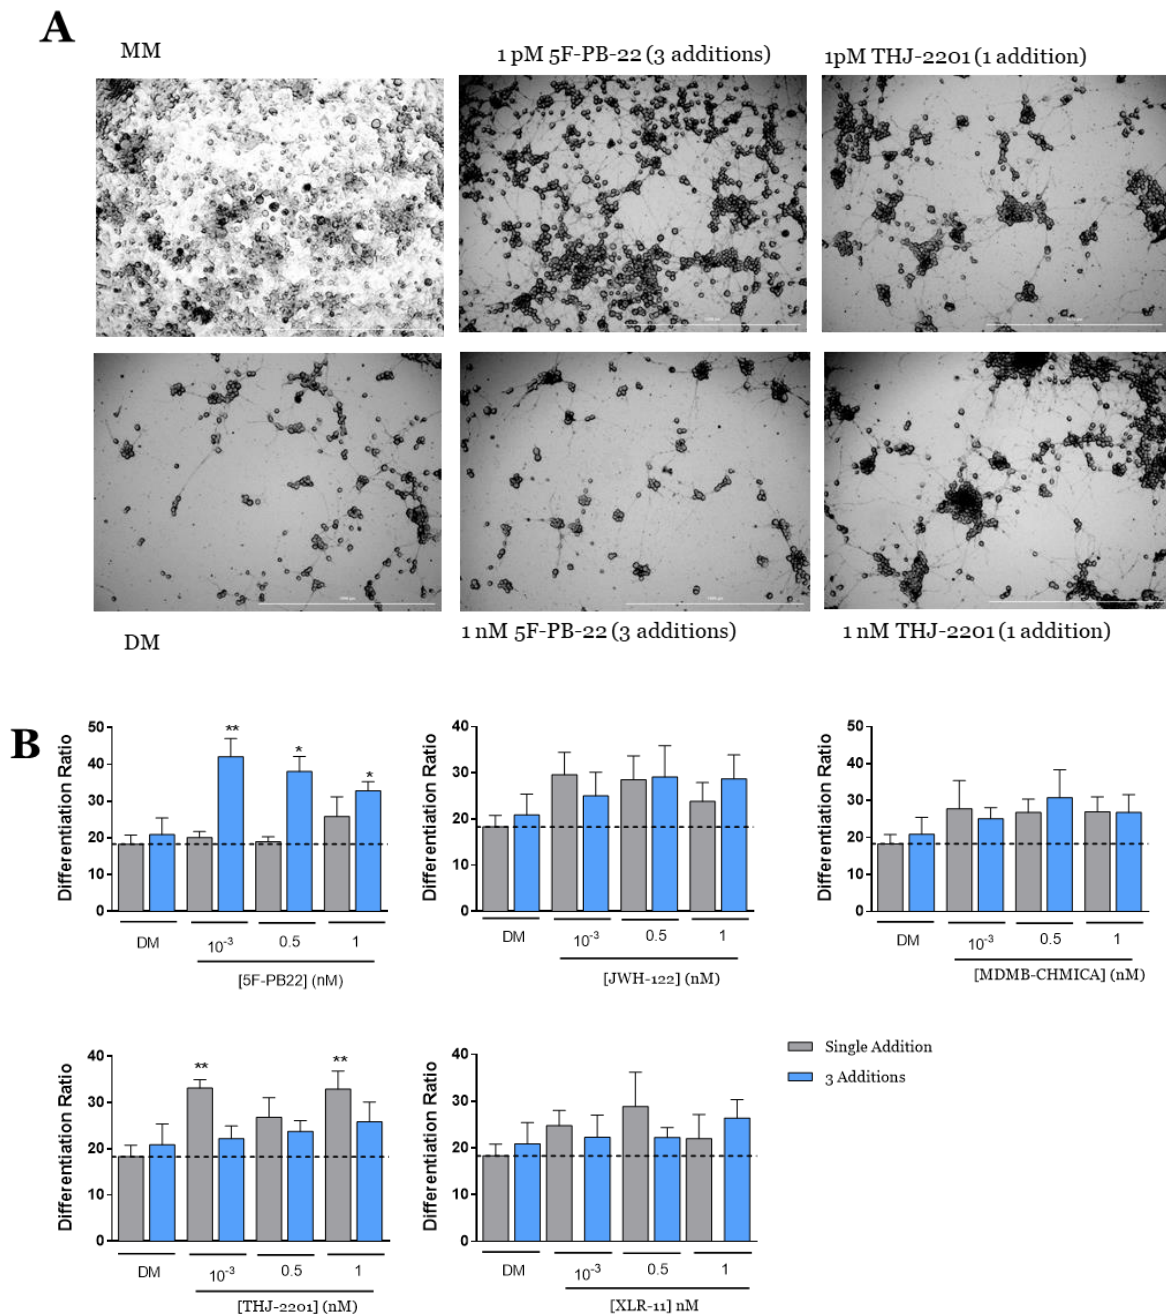 A
MM
1 pM 5F-PB-22 (3 additions)
1pM THJ-2201 (1 addition)
DM
1 nM 5F-PB-22 (3 additions)
1 nM THJ-2201 (1 addition)
B
Differentiation Ratio
50
40
30
20
10
0
** * *
DM 10⁻³ 0.5 1
[5F-PB22] (nM)
Differentiation Ratio
40
30
20
10
0
DM 10⁻³ 0.5 1
[JWH-122] (nM)
Differentiation Ratio
50
40
30
20
10
0
DM 10⁻³ 0.5 1
[MDMB-CHMICA] (nM)
Differentiation Ratio
40
30
20
10
0
** **
DM 10⁻³ 0.5 1
[THJ-2201] (nM)
Differentiation Ratio
40
30
20
10
0
DM 10⁻³ 0.5 1
[XLR-11] nM
Single Addition
3 Additions